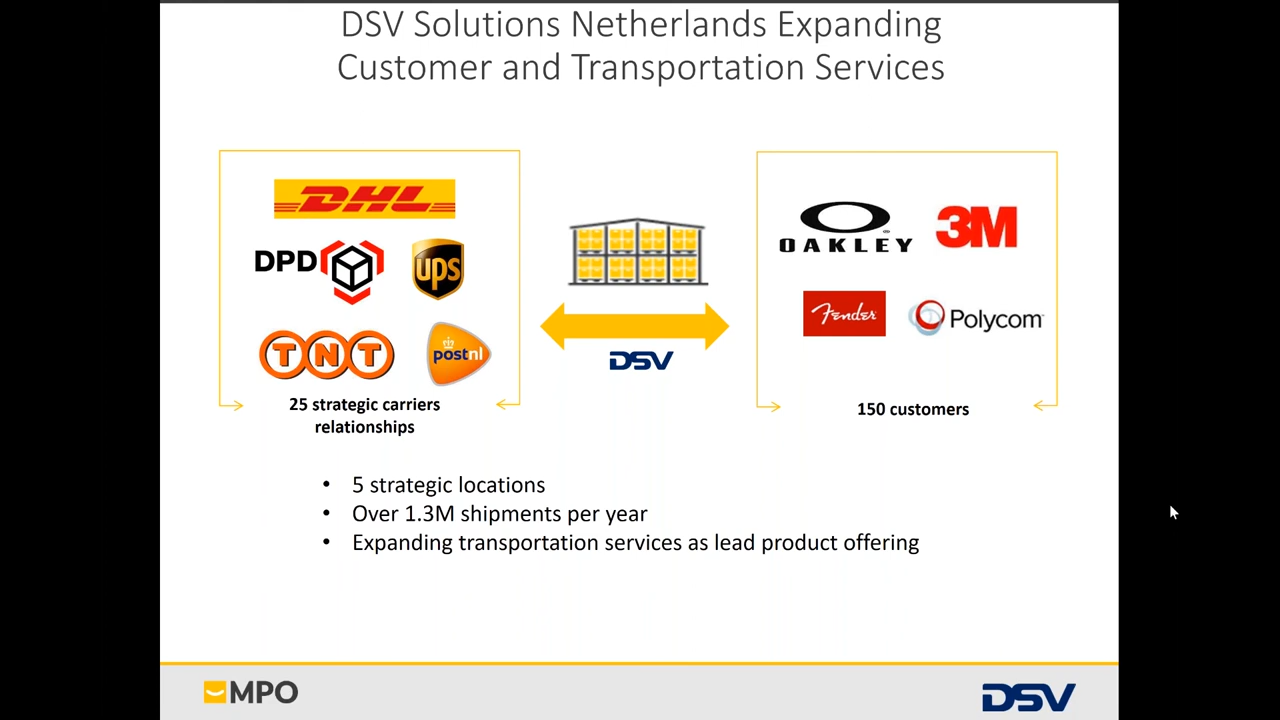 DSV Solutions Netherlands Expanding
Customer and Transportation Services
DHL
DPD
ups
TNT
postnl
25 strategic carriers
relationships
DSV
OAKLEY
3M
Fender
Polycom
150 customers
• 5 strategic locations
• Over 1.3M shipments per year
• Expanding transportation services as lead product offering
MPO
DSV